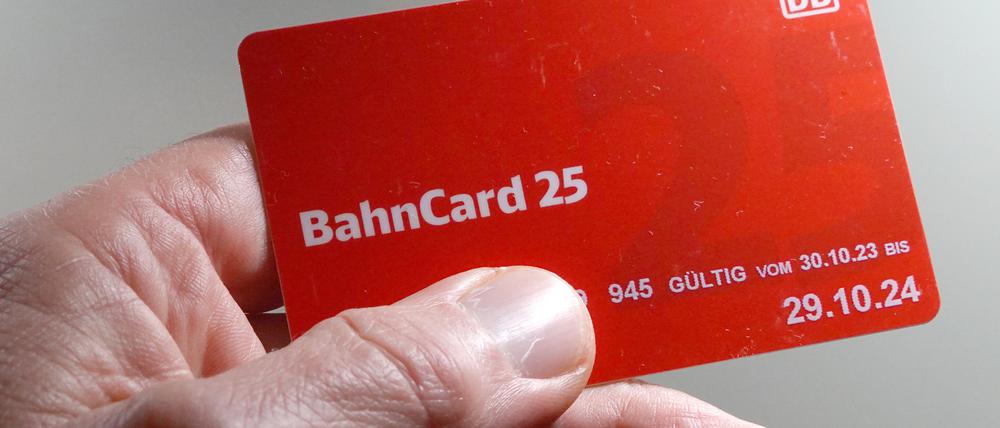 DB
BahnCard 25
945 GÜLTIG VOM 30.10.23 BIS
29.10.24